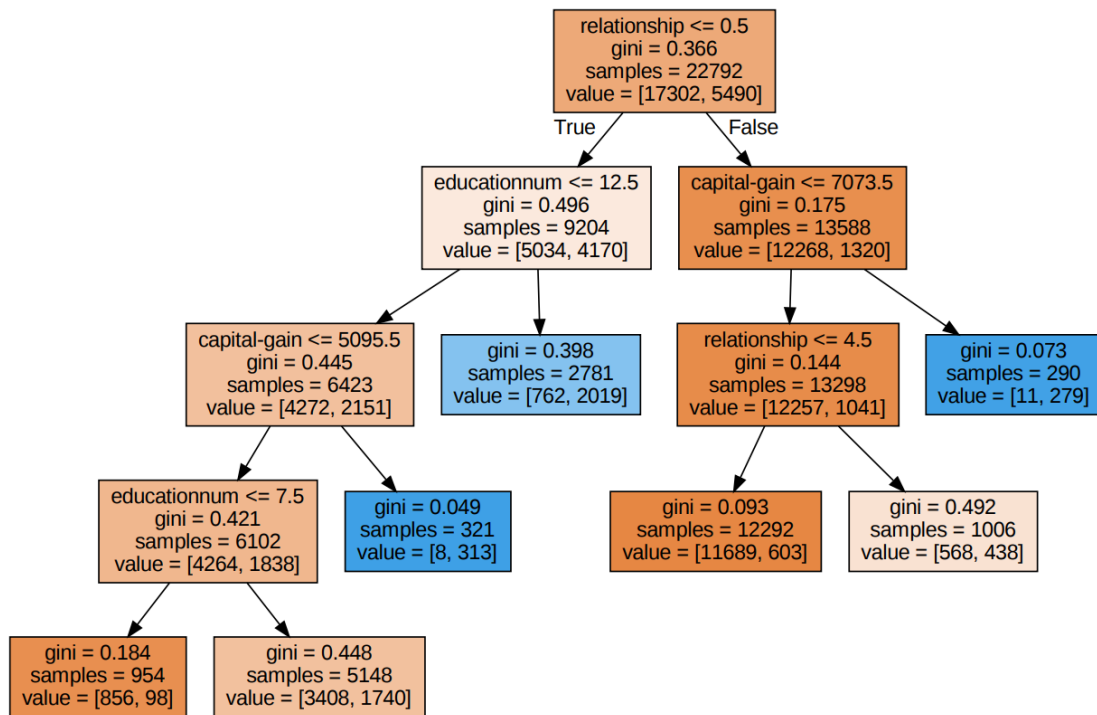 relationship <= 0.5
gini = 0.366
samples = 22792
value = [17302, 5490]
True
False
educationnum <= 12.5
gini = 0.496
samples = 9204
value = [5034, 4170]
capital-gain <= 7073.5
gini = 0.175
samples = 13588
value = [12268, 1320]
capital-gain <= 5095.5
gini = 0.445
samples = 6423
value = [4272, 2151]
gini = 0.398
samples = 2781
value = [762, 2019]
relationship <= 4.5
gini = 0.144
samples = 13298
value = [12257, 1041]
gini = 0.073
samples = 290
value = [11, 279]
educationnum <= 7.5
gini = 0.421
samples = 6102
value = [4264, 1838]
gini = 0.049
samples = 321
value = [8, 313]
gini = 0.093
samples = 12292
value = [11689, 603]
gini = 0.492
samples = 1006
value = [568, 438]
gini = 0.184
samples = 954
value = [856, 98]
gini = 0.448
samples = 5148
value = [3408, 1740]